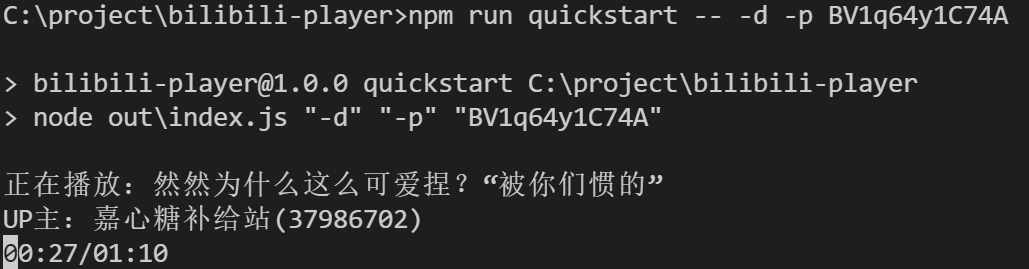 C:\project\bilibili-player>npm run quickstart -- -d -p BV1q64y1C74A
> bilibili-player@1.0.0 quickstart C:\project\bilibili-player
> node out\index.js "-d" "-p" "BV1q64y1C74A"
正在播放：然然为什么这么可爱捏？“被你们惯的”
UP主：嘉心糖补给站(37986702)
00:27/01:10